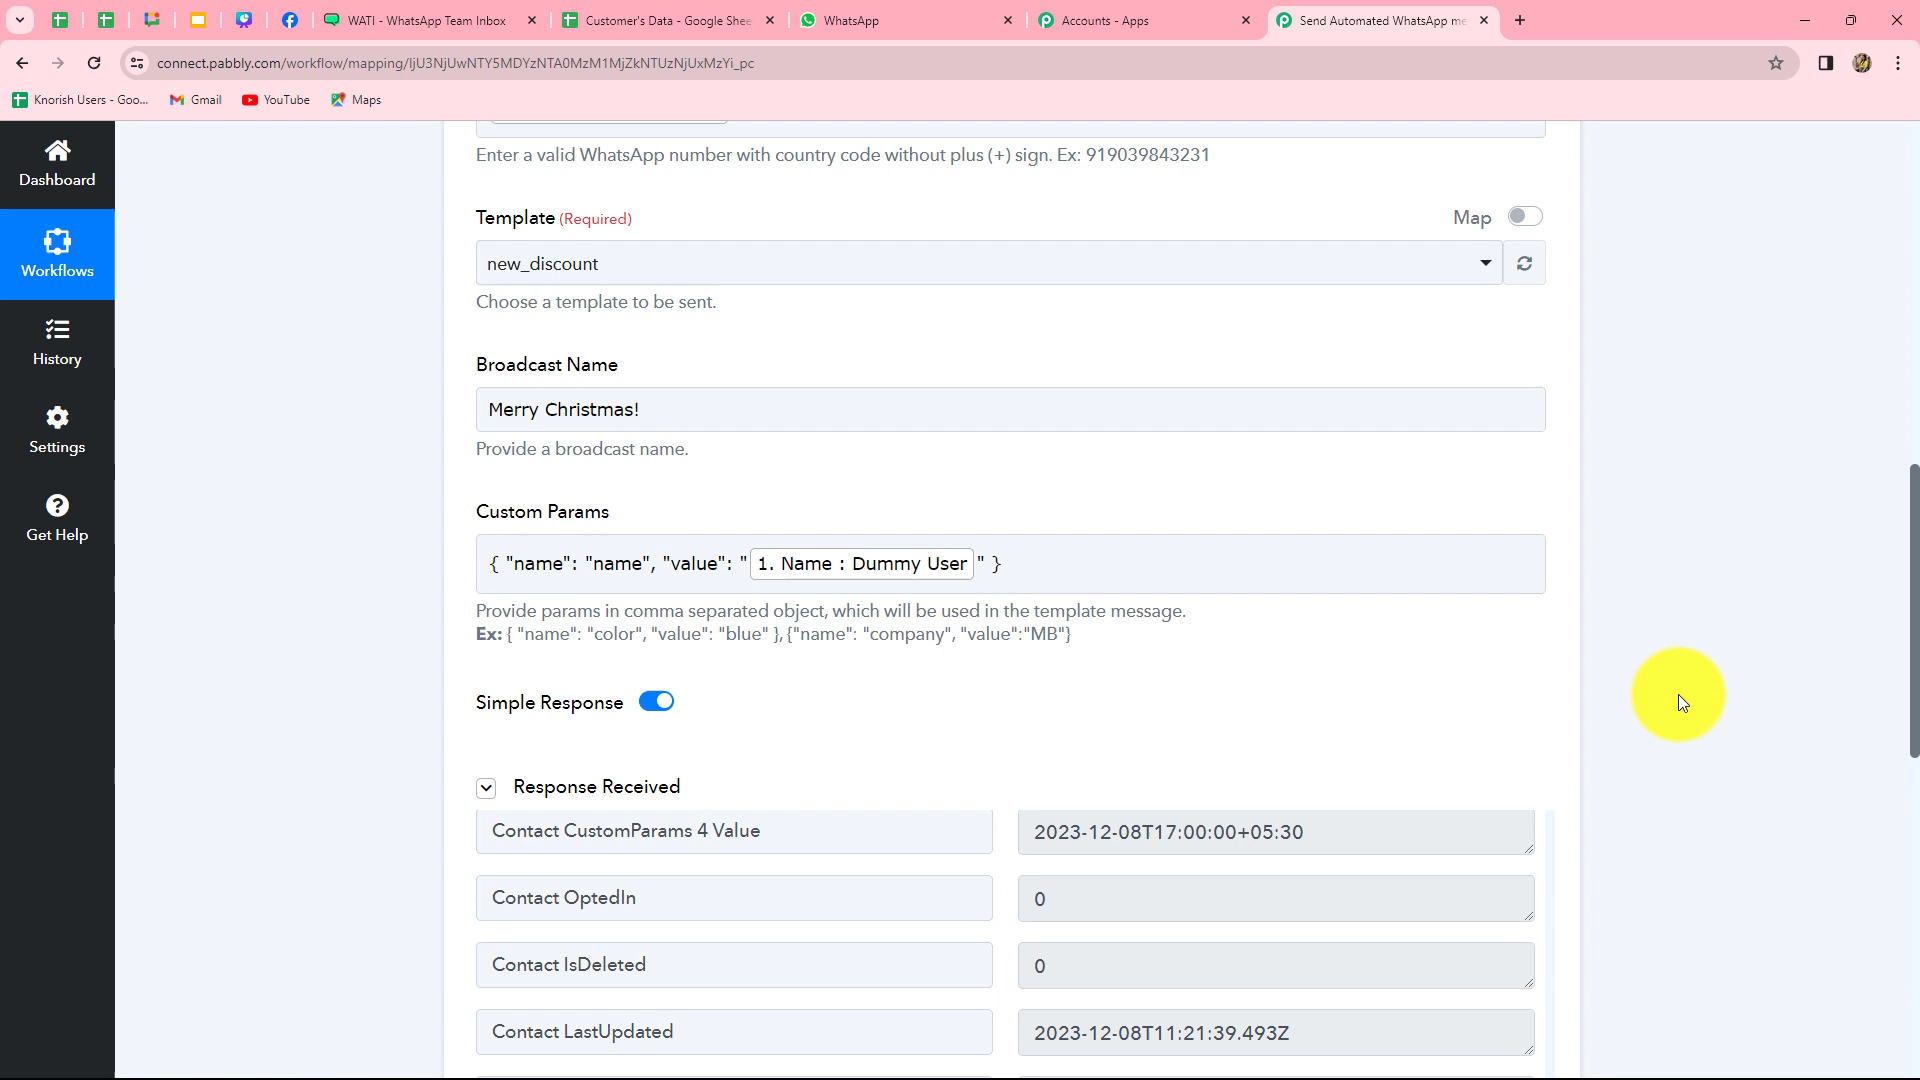 WATI - WhatsApp Team Inbox
Customer's Data - Google Shee
WhatsApp
Accounts - Apps
Send Automated WhatsApp me
connect.pabbly.com/workflow/mapping/IjU3NjUwNTY5MDYzNTA0MzM1MjZkNTUzNjUxMzYi_pc
Knorish Users - Goo...
Gmail
YouTube
Maps
Dashboard
Workflows
History
Settings
Get Help
Enter a valid WhatsApp number with country code without plus (+) sign. Ex: 919039843231
Template (Required)
Map
new_discount
Choose a template to be sent.
Broadcast Name
Merry Christmas!
Provide a broadcast name.
Custom Params
{ "name": "name", "value": " 1. Name : Dummy User " }
Provide params in comma separated object, which will be used in the template message.
Ex: { "name": "color", "value": "blue" }, {"name": "company", "value":"MB"}
Simple Response
Response Received
Contact CustomParams 4 Value
2023-12-08T17:00:00+05:30
Contact OptedIn
0
Contact IsDeleted
0
Contact LastUpdated
2023-12-08T11:21:39.493Z